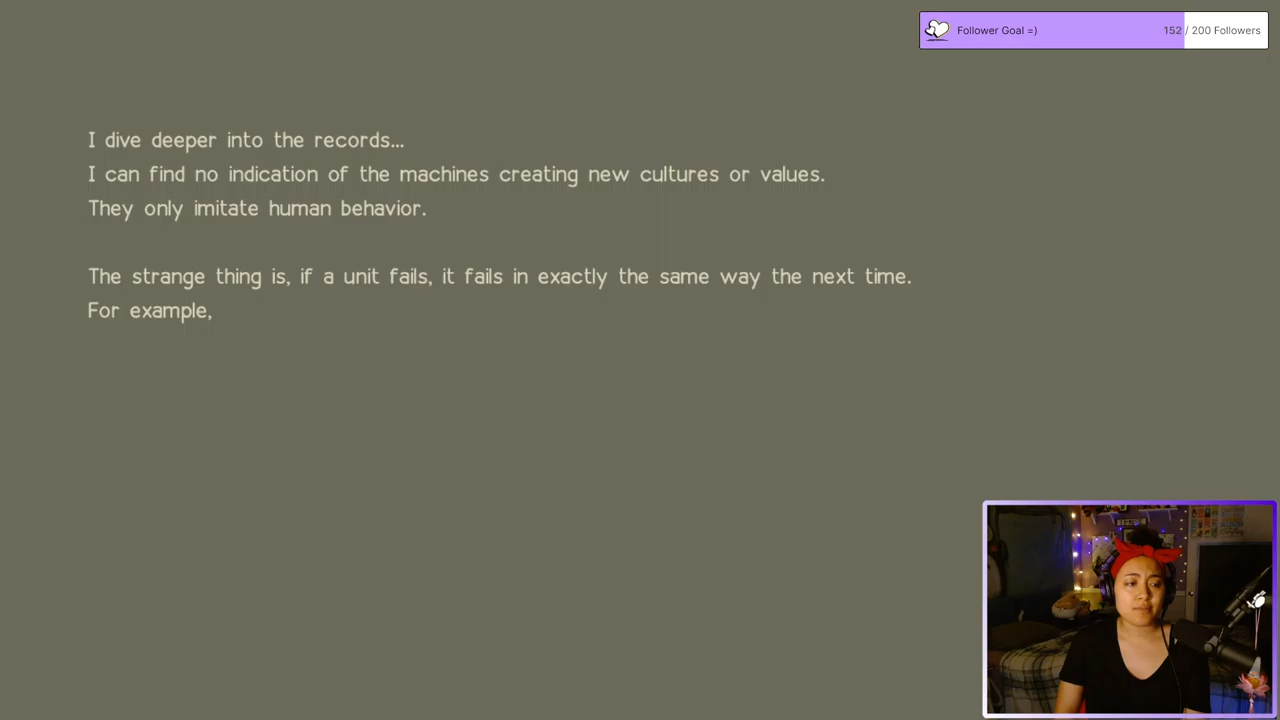 Follower Goal =) 152 / 200 Followers
I dive deeper into the records...
I can find no indication of the machines creating new cultures or values.
They only imitate human behavior.
The strange thing is, if a unit fails, it fails in exactly the same way the next time.
For example,